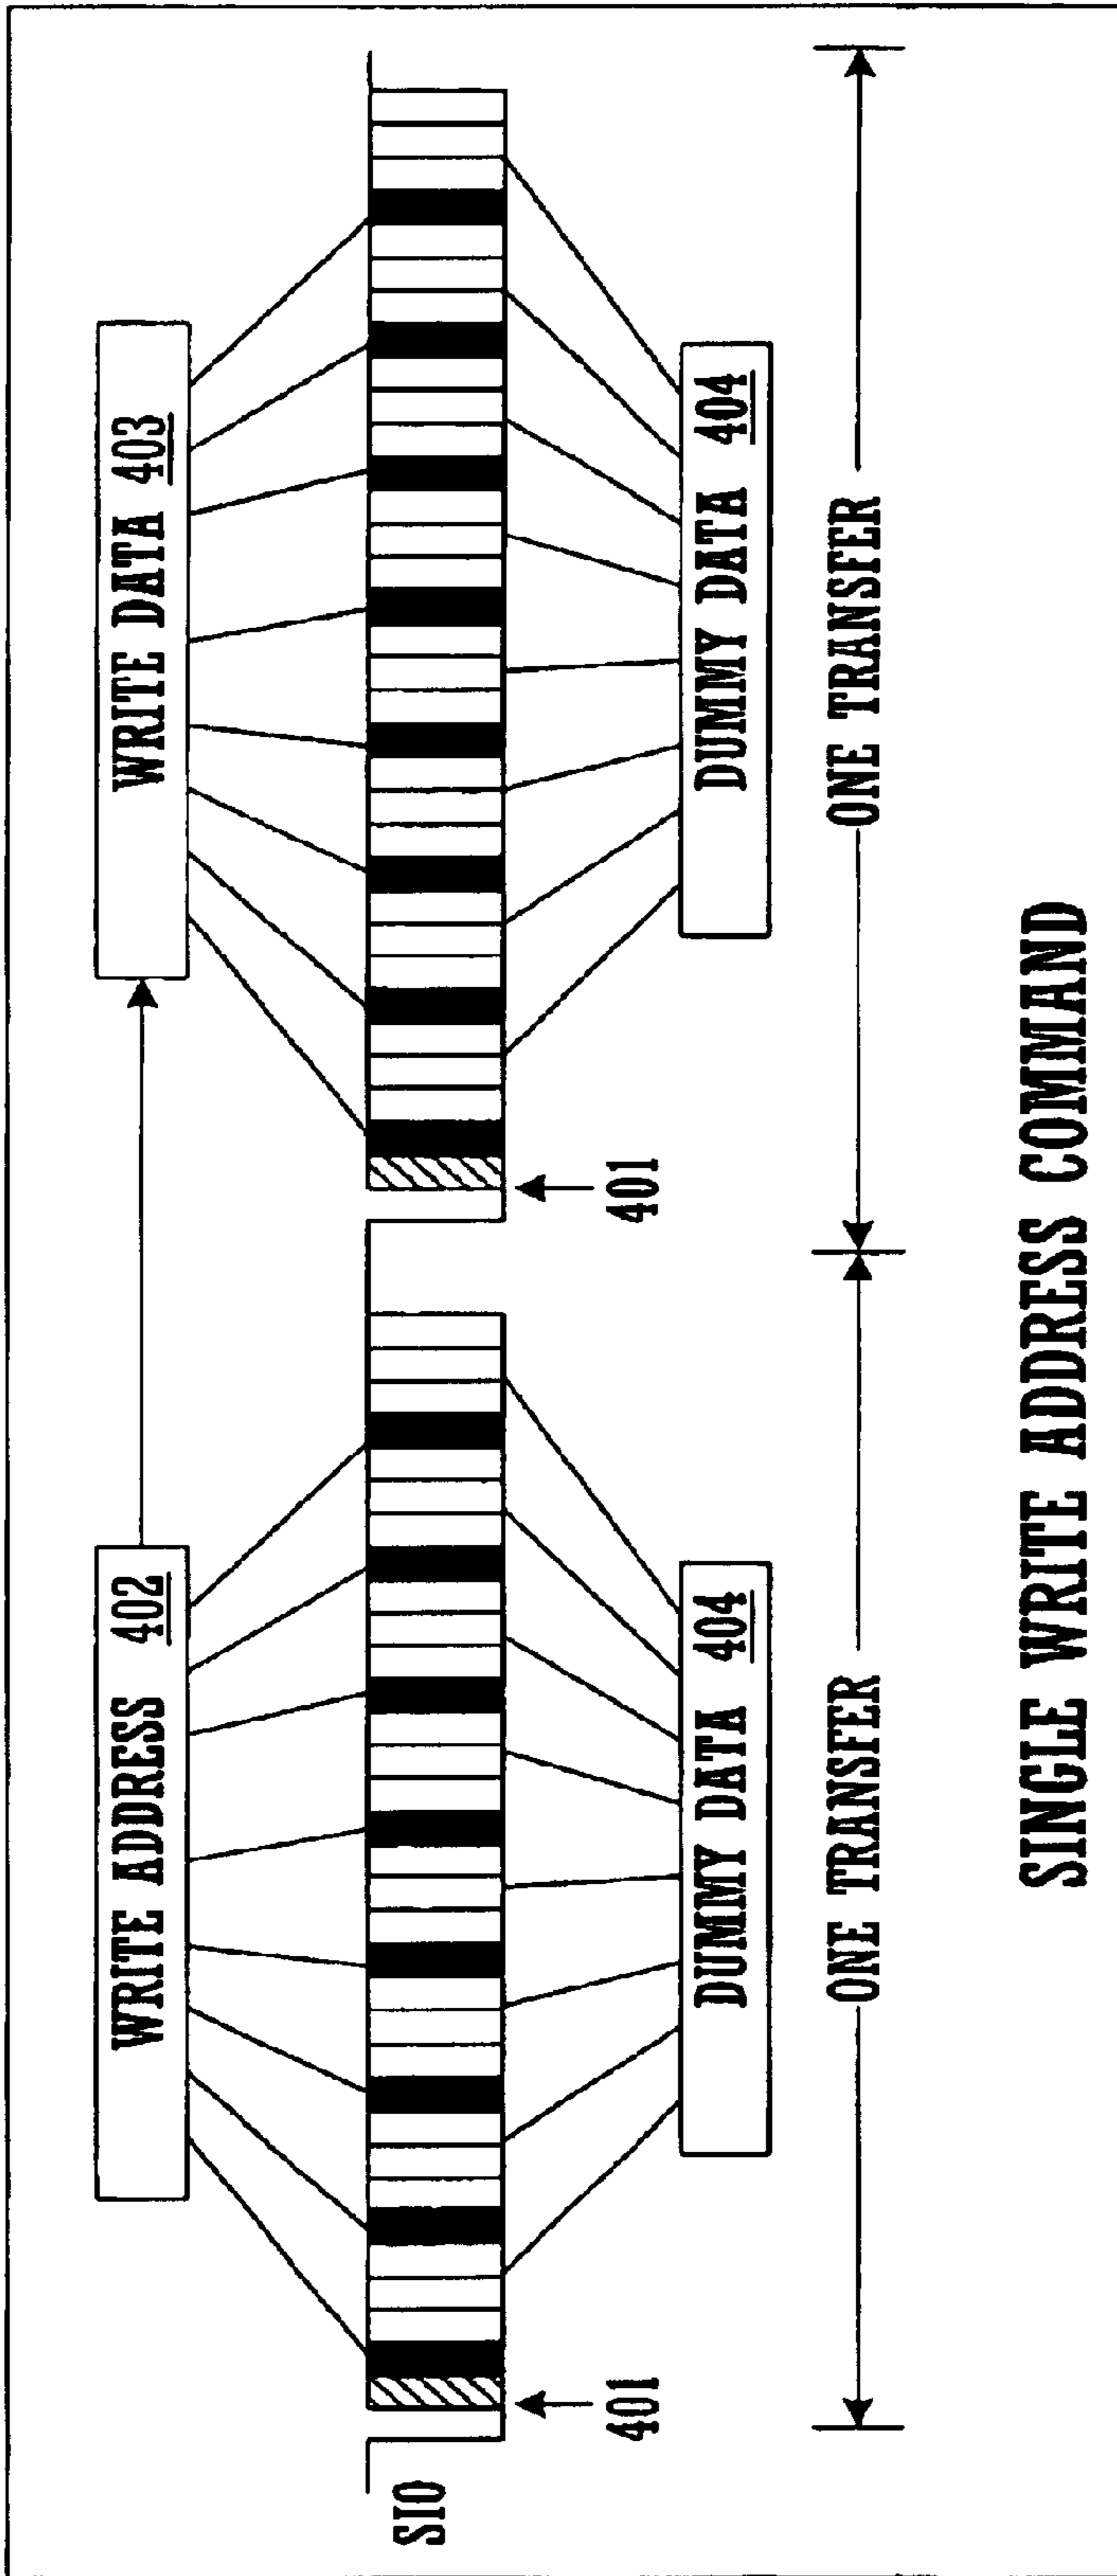 WRITE ADDRESS 402
WRITE DATA 403
SIO
401
401
DUMMY DATA 404
DUMMY DATA 404
ONE TRANSFER
ONE TRANSFER
SINGLE WRITE ADDRESS COMMAND